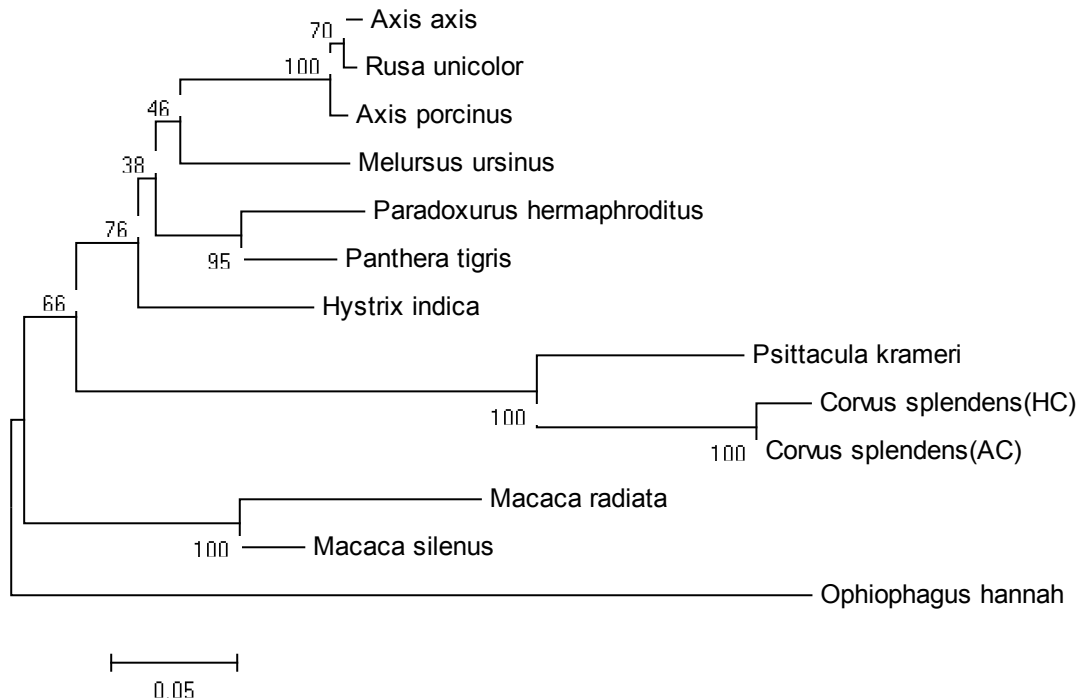 Axis axis
70
Rusa unicolor
100
Axis porcinus
46
Melursus ursinus
38
Paradoxurus hermaphroditus
76
Panthera tigris
95
Hystrix indica
66
Psittacula krameri
Corvus splendens(HC)
100
Corvus splendens(AC)
100
Macaca radiata
Macaca silenus
100
Ophiophagus hannah
0.05